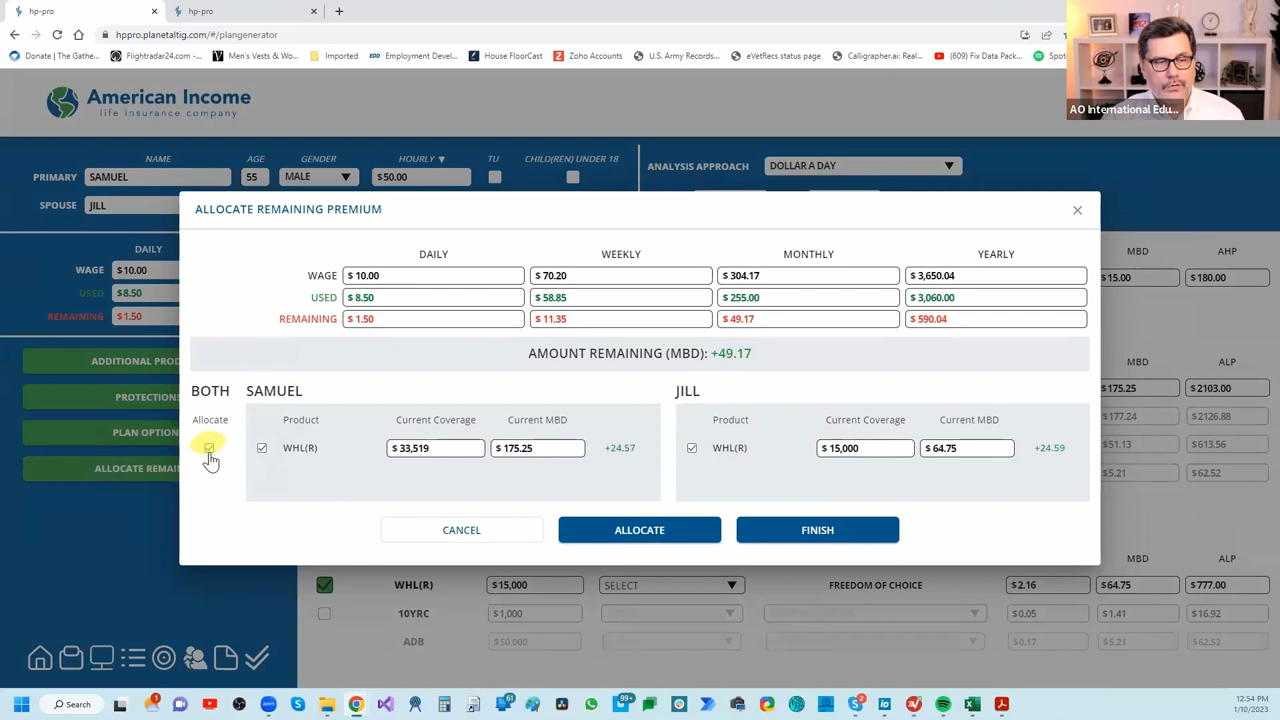 hp-pro
hp-pro
hppro.planetaltig.com/#/plangenerator
Donate | The Gathe...
Flightradar24.com -...
Men's Vests & Wo...
Imported
EDD
Employment Devel...
House FloorCast
Zoho Accounts
U.S. Army Records...
eVetRecs status page
Calligrapher.ai: Real...
(609) Fix Data Pack...
Spot
AO International Edu...
American Income
life insurance company
NAME
AGE
GENDER
HOURLY ▼
TU
CHILD(REN) UNDER 18
ANALYSIS APPROACH
DOLLAR A DAY
PRIMARY
SAMUEL
55
MALE
$50.00
SPOUSE
JILL
DAILY
WAGE
$10.00
USED
$8.50
REMAINING
$1.50
ADDITIONAL PROD
PROTECTIONS
PLAN OPTION
ALLOCATE REMAIN
ALLOCATE REMAINING PREMIUM
DAILY WEEKLY MONTHLY YEARLY
WAGE $ 10.00 $ 70.20 $ 304.17 $ 3,650.04
USED $ 8.50 $ 58.85 $ 255.00 $ 3,060.00
REMAINING $ 1.50 $ 11.35 $ 49.17 $ 590.04
AMOUNT REMAINING (MBD): +49.17
BOTH
Allocate
SAMUEL
Product Current Coverage Current MBD
WHL(R) $ 33,519 $ 175.25 +24.57
JILL
Product Current Coverage Current MBD
WHL(R) $ 15,000 $ 64.75 +24.59
CANCEL
ALLOCATE
FINISH
MBD AHP
$15.00 $180.00
MBD ALP
$175.25 $2103.00
$177.24 $2126.88
$51.13 $613.56
$5.21 $62.52
MBD ALP
WHL(R) $15,000 SELECT FREEDOM OF CHOICE $2.16 $64.75 $777.00
10YRC $1,000 $0.05 $1.41 $16.92
ADB $50,000 $0.17 $5.21 $62.52
Search
1
61
99+
2
12:54 PM
1/10/2023